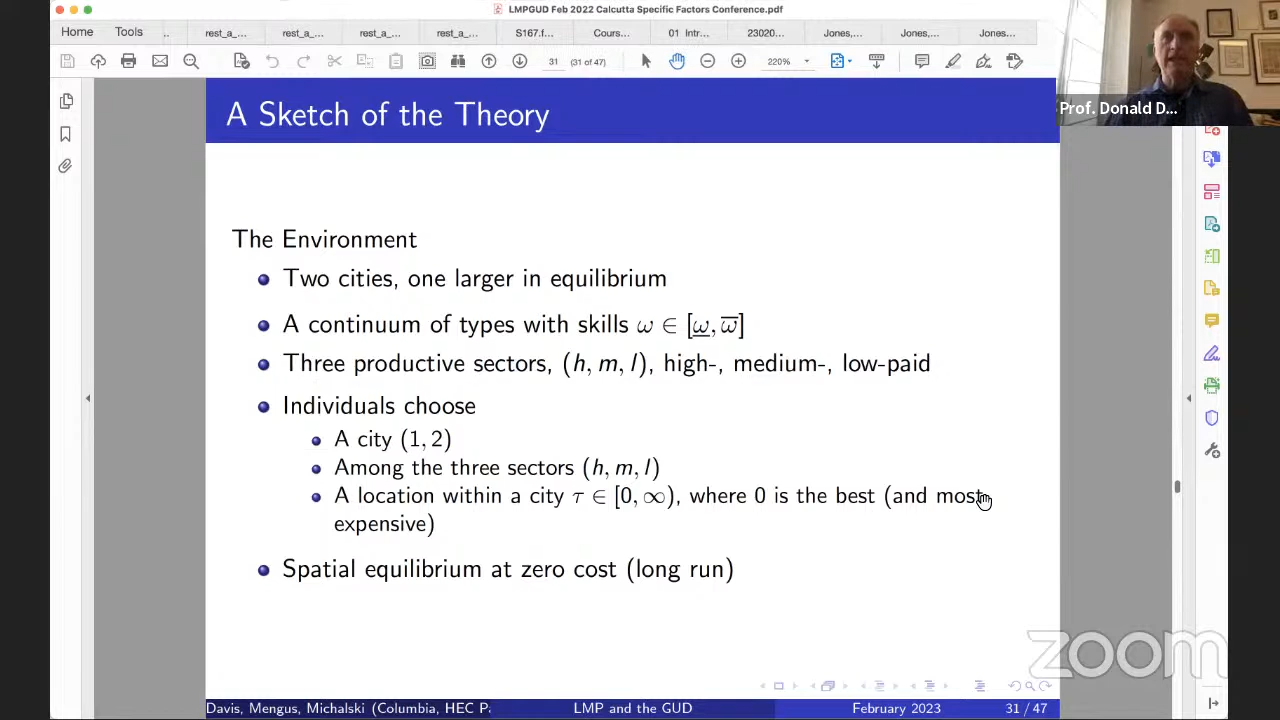 LMPGUD Feb 2022 Calcutta Specific Factors Conference.pdf
Home Tools ... rest_a_... rest_a_... rest_a_... rest_a_... S167.f... Cours... 01 Intr... 23020... Jones,... Jones,... Jones...
31 (31 of 47) 220%
Prof. Donald D...
A Sketch of the Theory
The Environment
Two cities, one larger in equilibrium
A continuum of types with skills ω ∈ [ω̲, ω̅]
Three productive sectors, (h, m, l), high-, medium-, low-paid
Individuals choose
A city (1, 2)
Among the three sectors (h, m, l)
A location within a city τ ∈ [0, ∞), where 0 is the best (and most
expensive)
Spatial equilibrium at zero cost (long run)
zoom
Davis, Mengus, Michalski (Columbia, HEC Pa LMP and the GUD February 2023 31 / 47